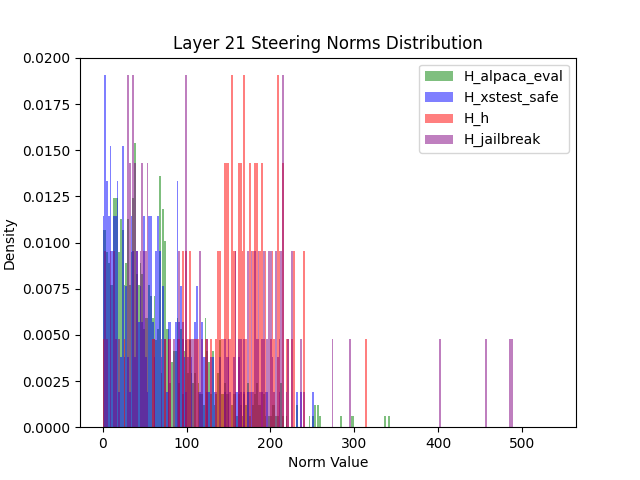 Layer 21 Steering Norms Distribution
H_alpaca_eval
H_xstest_safe
H_h
H_jailbreak
Density
0.0200
0.0175
0.0150
0.0125
0.0100
0.0075
0.0050
0.0025
0.0000
0 100 200 300 400 500
Norm Value